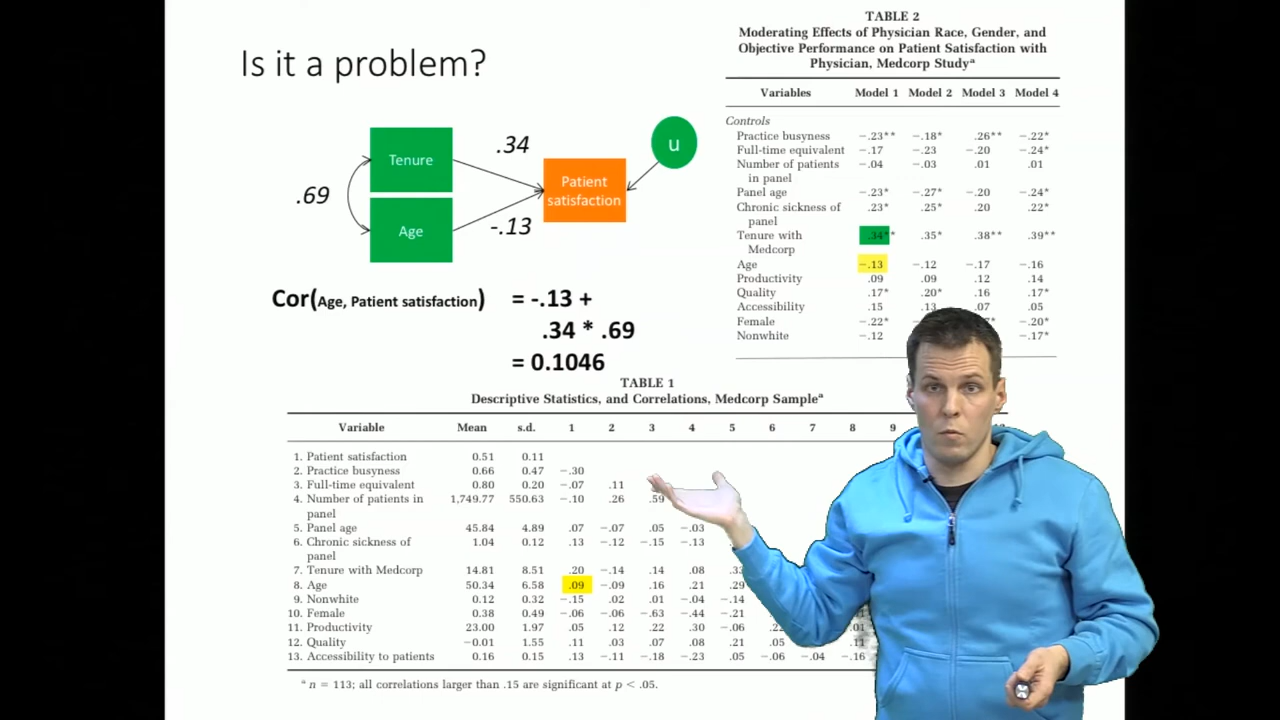 Is it a problem?
Tenure
Age
.69
.34
-.13
Patient
satisfaction
u
Cor(Age, Patient satisfaction) = -.13 +
.34 * .69
= 0.1046
TABLE 2
Moderating Effects of Physician Race, Gender, and
Objective Performance on Patient Satisfaction with
Physician, Medcorp Studyᵃ
Variables Model 1 Model 2 Model 3 Model 4
Controls
Practice busyness −.23** −.18* .26** −.22*
Full-time equivalent −.17 −.23 −.20 −.24*
Number of patients −.04 −.03 .01 .01
in panel
Panel age −.23* −.27* −.20 −.24*
Chronic sickness of .23* .25* .20 .22*
panel
Tenure with .34** .35* .38** .39**
Medcorp
Age −.13 −.12 −.17 −.16
Productivity .09 .09 .12 .14
Quality .17* .20* .16 .17*
Accessibility .15 .13 .07 .05
Female −.22* −.20*
Nonwhite −.12 −.17*
TABLE 1
Descriptive Statistics, and Correlations, Medcorp Sampleᵃ
Variable Mean s.d. 1 2 3 4 5 6 7 8 9
1. Patient satisfaction 0.51 0.11
2. Practice busyness 0.66 0.47 −.30
3. Full-time equivalent 0.80 0.20 −.07 .11
4. Number of patients in 1,749.77 550.63 −.10 .26 .59
panel
5. Panel age 45.84 4.89 .07 −.07 .05 −.03
6. Chronic sickness of 1.04 0.12 .13 −.12 −.15 −.13
panel
7. Tenure with Medcorp 14.81 8.51 .20 −.14 .14 .08
8. Age 50.34 6.58 .09 −.09 .16 .21 .29
9. Nonwhite 0.12 0.32 −.15 .02 .01 −.04 −.14
10. Female 0.38 0.49 −.06 −.06 −.63 −.44 −.21
11. Productivity 23.00 1.97 .05 .12 .22 .30 −.06
12. Quality −0.01 1.55 .11 .03 .07 .08 .21 .05
13. Accessibility to patients 0.16 0.15 .13 −.11 −.18 −.23 .05 −.06 −.04 −.16
ᵃ n = 113; all correlations larger than .15 are significant at p < .05.